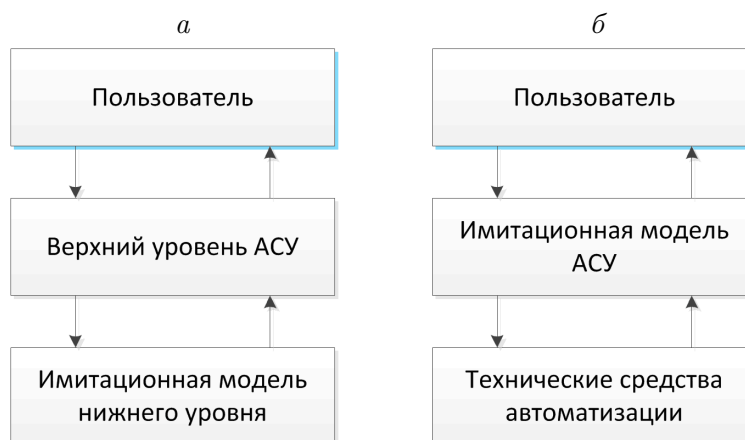 а
Пользователь
Верхний уровень АСУ
Имитационная модель
нижнего уровня
б
Пользователь
Имитационная модель
АСУ
Технические средства
автоматизации